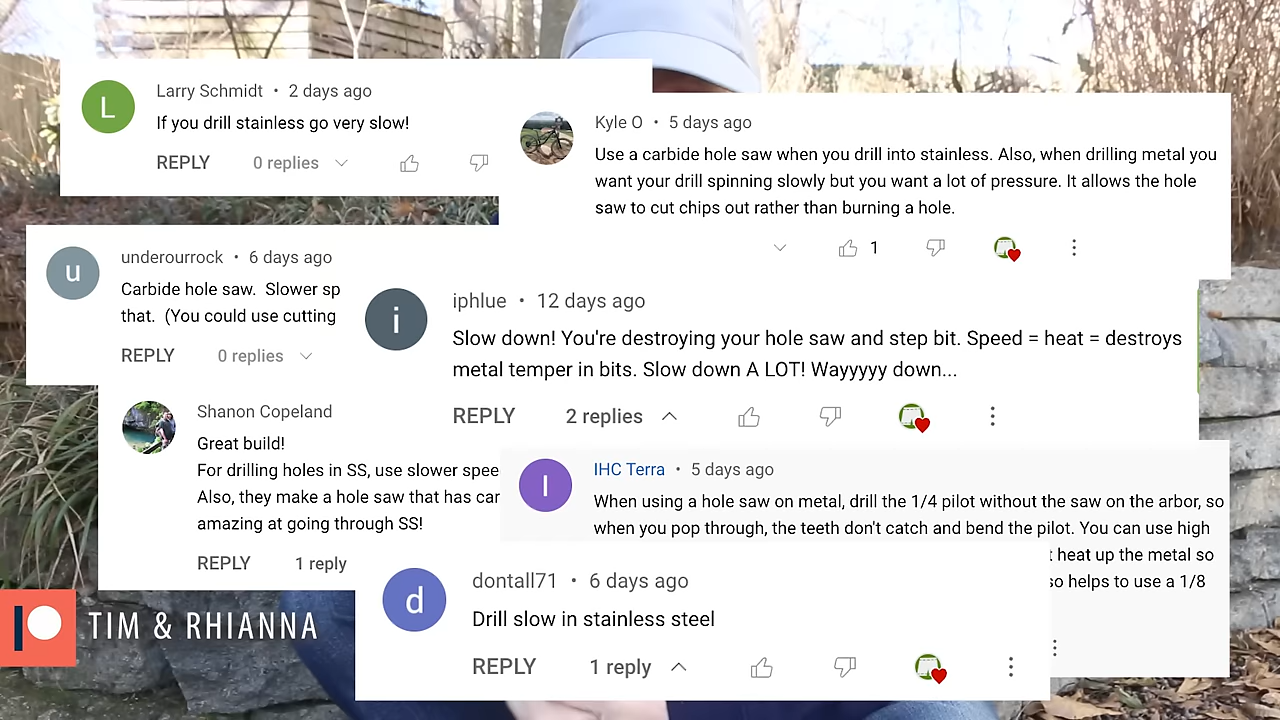 L
Larry Schmidt • 2 days ago
If you drill stainless go very slow!
REPLY 0 replies
Kyle O • 5 days ago
Use a carbide hole saw when you drill into stainless. Also, when drilling metal you
want your drill spinning slowly but you want a lot of pressure. It allows the hole
saw to cut chips out rather than burning a hole.
1
u
underourrock • 6 days ago
Carbide hole saw. Slower sp
that. (You could use cutting
REPLY 0 replies
i
iphlue • 12 days ago
Slow down! You're destroying your hole saw and step bit. Speed = heat = destroys
metal temper in bits. Slow down A LOT! Wayyyyy down...
REPLY 2 replies
Shanon Copeland
Great build!
For drilling holes in SS, use slower spee
Also, they make a hole saw that has car
amazing at going through SS!
REPLY 1 reply
I
IHC Terra • 5 days ago
When using a hole saw on metal, drill the 1/4 pilot without the saw on the arbor, so
when you pop through, the teeth don't catch and bend the pilot. You can use high
t heat up the metal so
so helps to use a 1/8
d
dontall71 • 6 days ago
Drill slow in stainless steel
REPLY 1 reply
TIM & RHIANNA